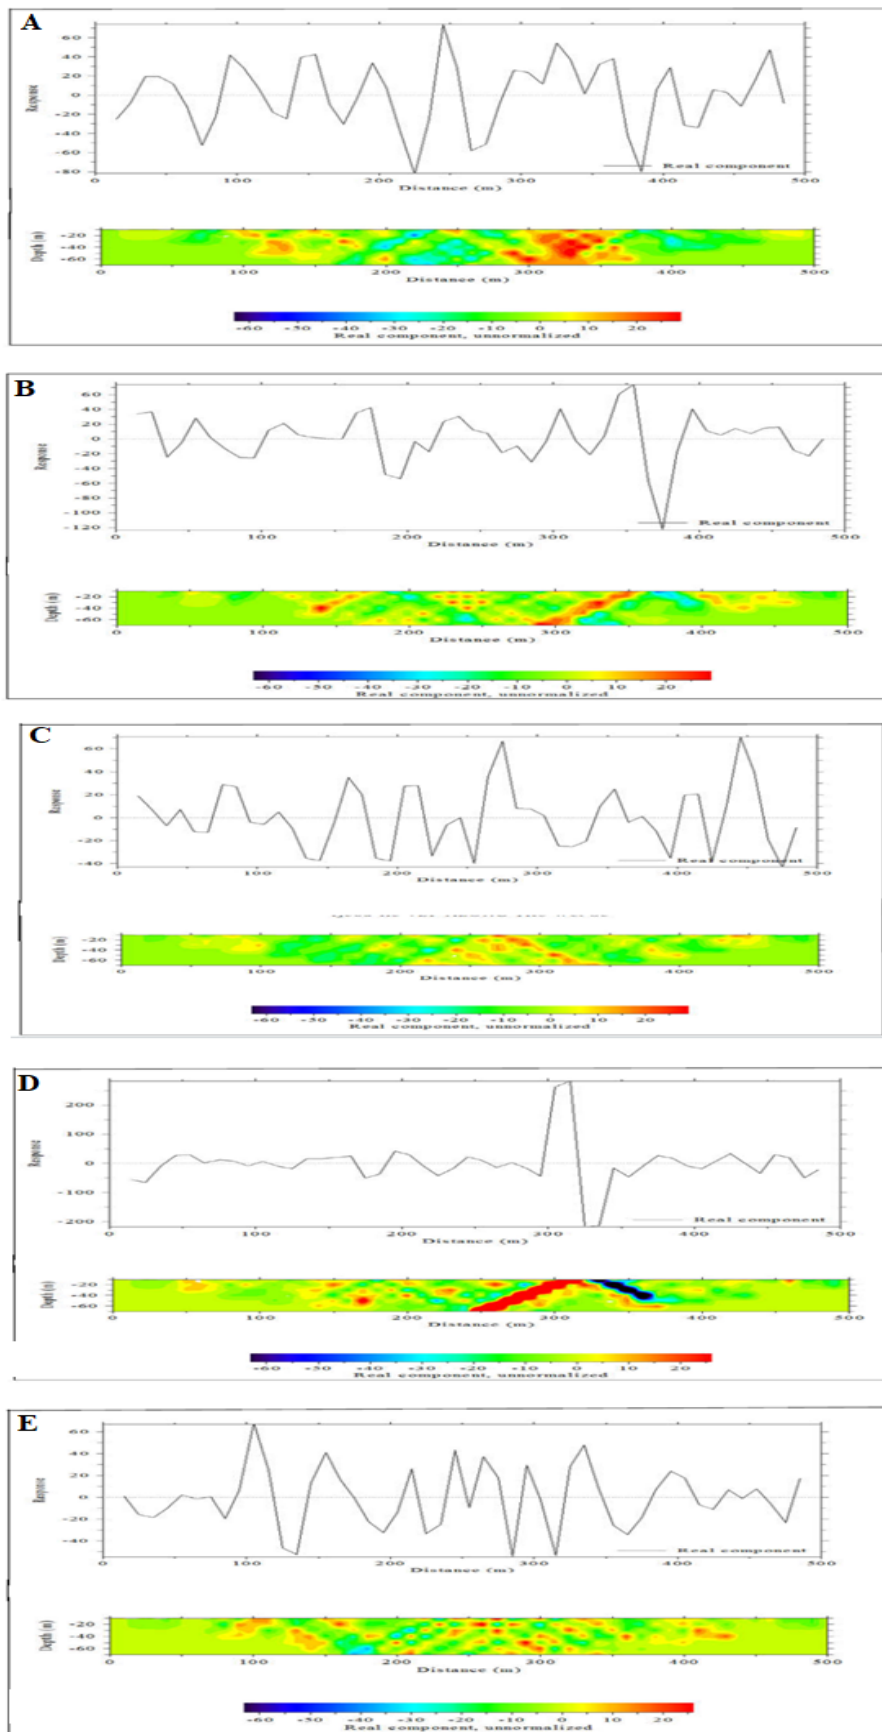 A
60
40
20
0
-20
-40
-60
-80
Response
Real component
0 100 200 300 400 500
Distance (m)
-20
-40
-60
Depth (m)
0 100 200 300 400 500
Distance (m)
-60 -50 -40 -30 -20 -10 0 10 20
Real component, unnormalized
B
60
40
20
0
-20
-40
-60
-80
-100
-120
Response
Real component
0 100 200 300 400 500
Distance (m)
-20
-40
-60
Depth (m)
0 100 200 300 400 500
Distance (m)
-60 -50 -40 -30 -20 -10 0 10 20
Real component, unnormalized
C
60
40
20
0
-20
-40
Response
Real component
0 100 200 300 400 500
Distance (m)
-20
-40
-60
Depth (m)
0 100 200 300 400 500
Distance (m)
-60 -50 -40 -30 -20 -10 0 10 20
Real component, unnormalized
D
200
100
0
-100
-200
Response
Real component
0 100 200 300 400 500
Distance (m)
-20
-40
-60
Depth (m)
0 100 200 300 400 500
Distance (m)
-60 -50 -40 -30 -20 -10 0 10 20
Real component, unnormalized
E
60
40
20
0
-20
-40
Response
Real component
0 100 200 300 400 500
Distance (m)
-20
-40
-60
Depth (m)
0 100 200 300 400 500
Distance (m)
-60 -50 -40 -30 -20 -10 0 10 20
Real component, unnormalized